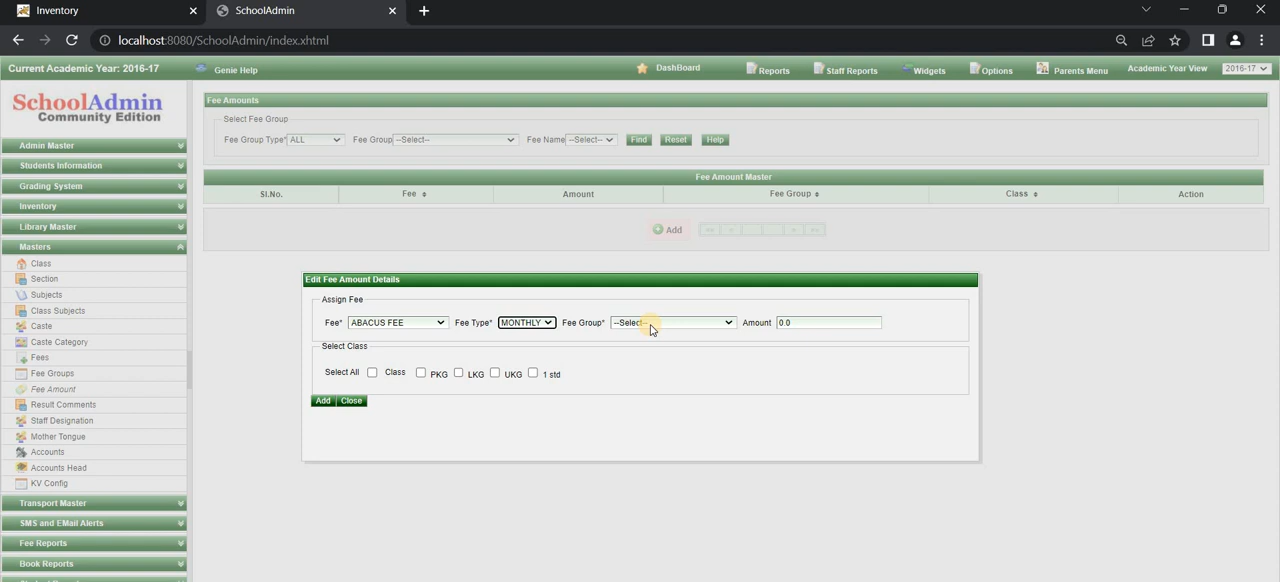 Inventory
SchoolAdmin
localhost:8080/SchoolAdmin/index.xhtml
Current Academic Year: 2016-17
Genie Help
DashBoard
Reports
Staff Reports
Widgets
Options
Parents Menu
Academic Year View
2016-17
SchoolAdmin
Community Edition
Admin Master
Students Information
Grading System
Inventory
Library Master
Masters
Class
Section
Subjects
Class Subjects
Caste
Caste Category
Fees
Fee Groups
Fee Amount
Result Comments
Staff Designation
Mother Tongue
Accounts
Accounts Head
KV Config
Transport Master
SMS and EMail Alerts
Fee Reports
Book Reports
Fee Amounts
Select Fee Group
Fee Group Type* ALL Fee Group --Select-- Fee Name --Select-- Find Reset Help
Fee Amount Master
Sl.No. Fee Amount Fee Group Class Action
Add
Edit Fee Amount Details
Assign Fee
Fee* ABACUS FEE Fee Type* MONTHLY Fee Group* --Select-- Amount 0.0
Select Class
Select All Class PKG LKG UKG 1 std
Add Close